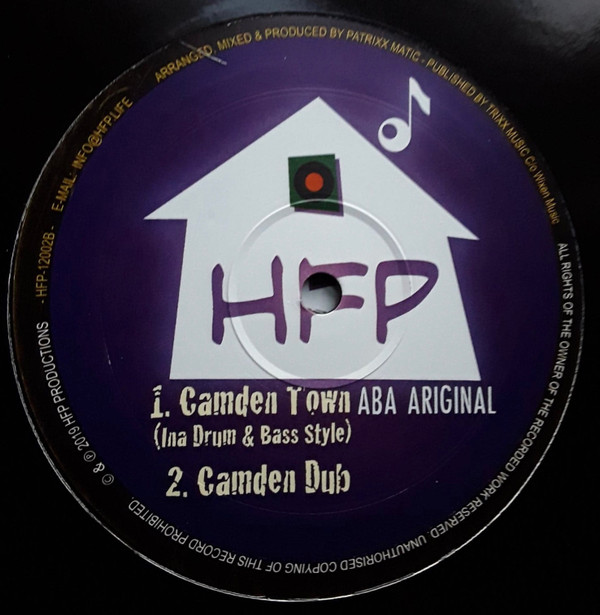 ARRANGED, MIXED & PRODUCED BY PATRIXX MATIC - PUBLISHED BY TRIXX MUSIC C/o Wixen Music
ALL RIGHTS OF THE OWNER OF THE RECORDED WORK RESERVED. UNAUTHORISED COPYING OF THIS RECORD PROHIBITED.
© & ℗ 2019 HFP PRODUCTIONS - HFP-12002B - E-MAIL: INFO@HFP.LIFE
HFP
1. Camden Town ABA ARIGINAL
(Ina Drum & Bass Style)
2. Camden Dub